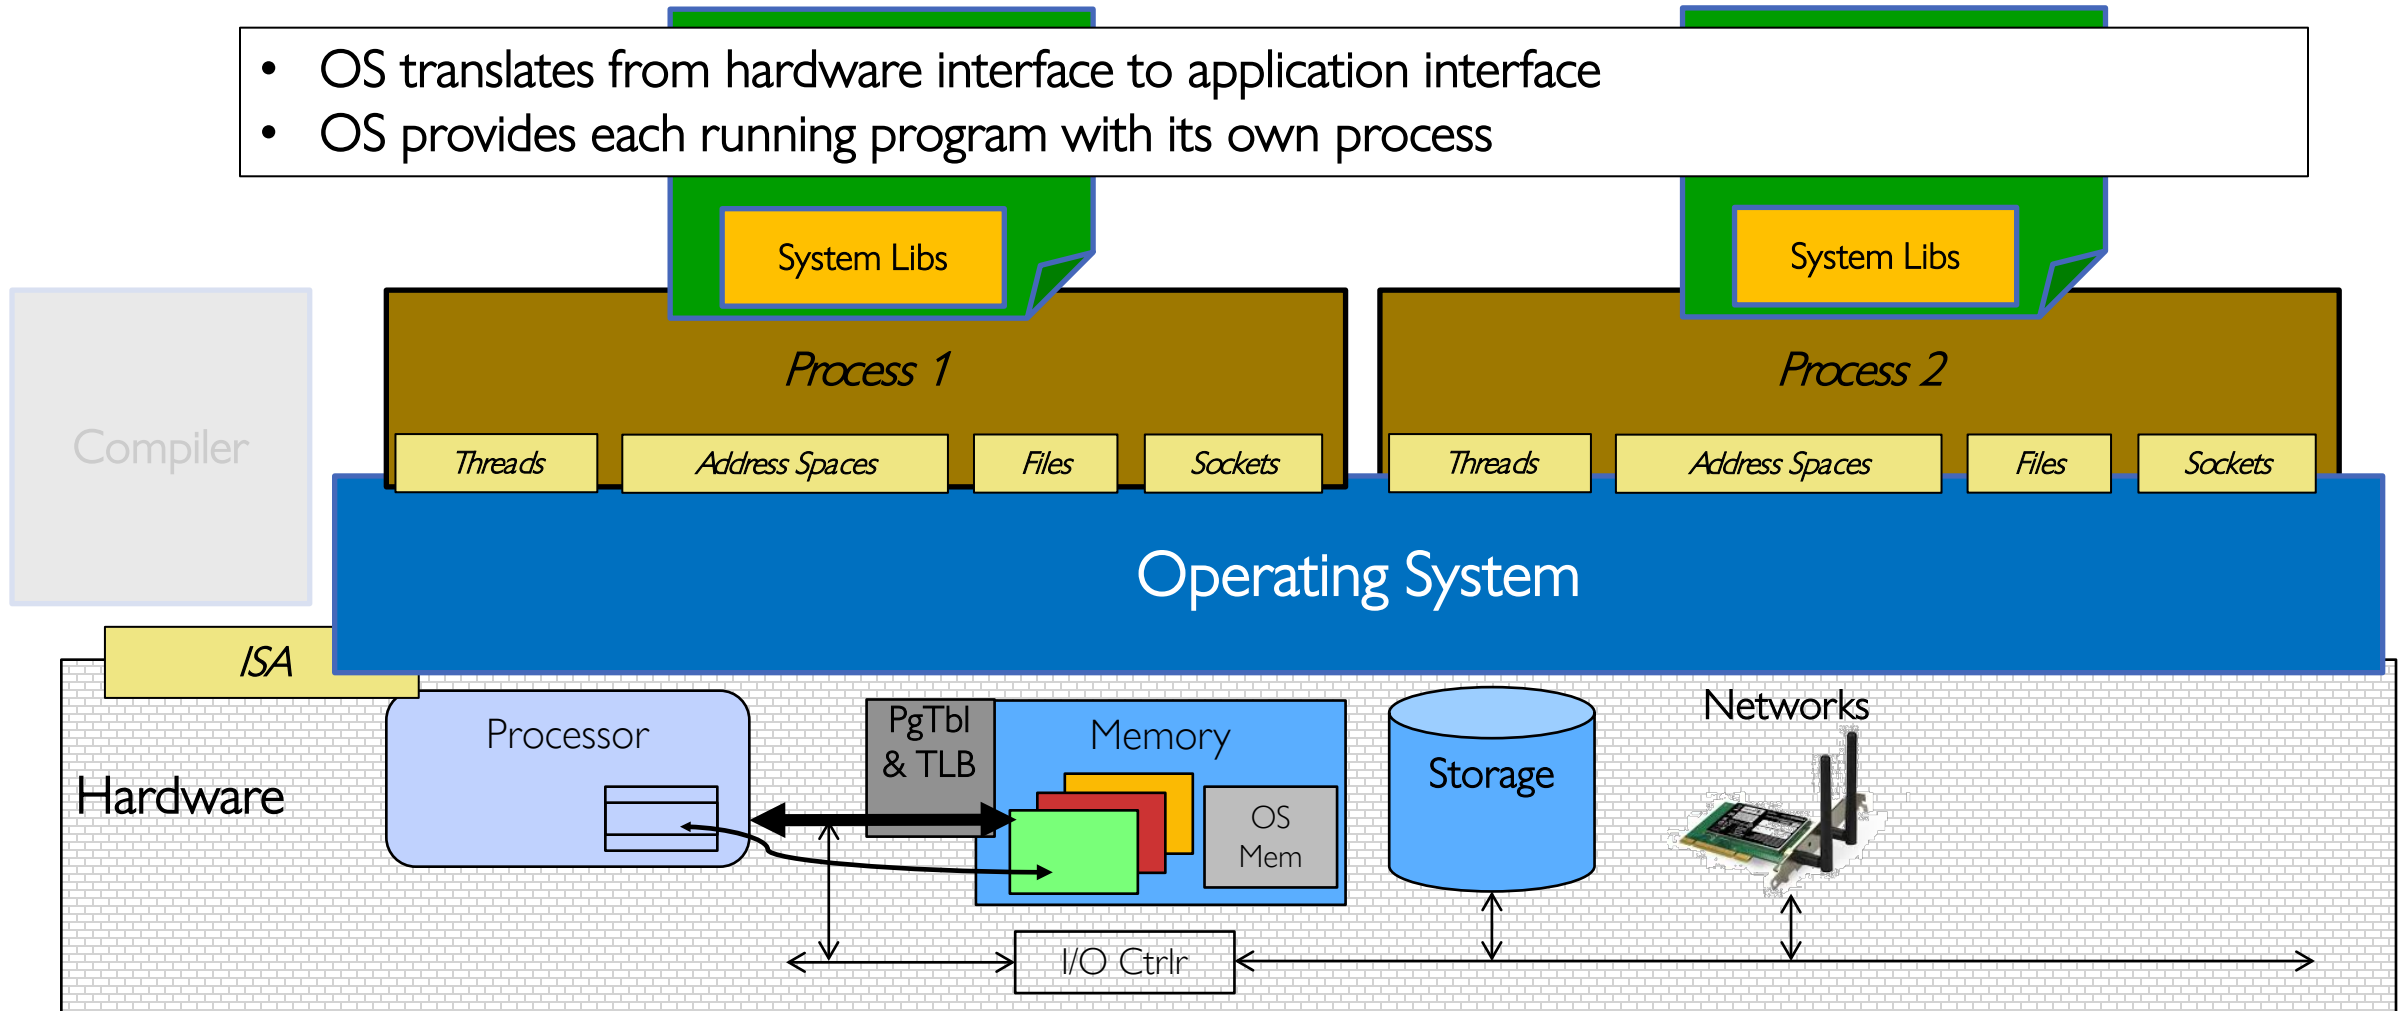 • OS translates from hardware interface to application interface
• OS provides each running program with its own process
System Libs
System Libs
Process 1
Process 2
Compiler
Threads
Address Spaces
Files
Sockets
Threads
Address Spaces
Files
Sockets
Operating System
ISA
Hardware
Processor
PgTbl
& TLB
Memory
OS
Mem
Storage
Networks
I/O Ctrlr